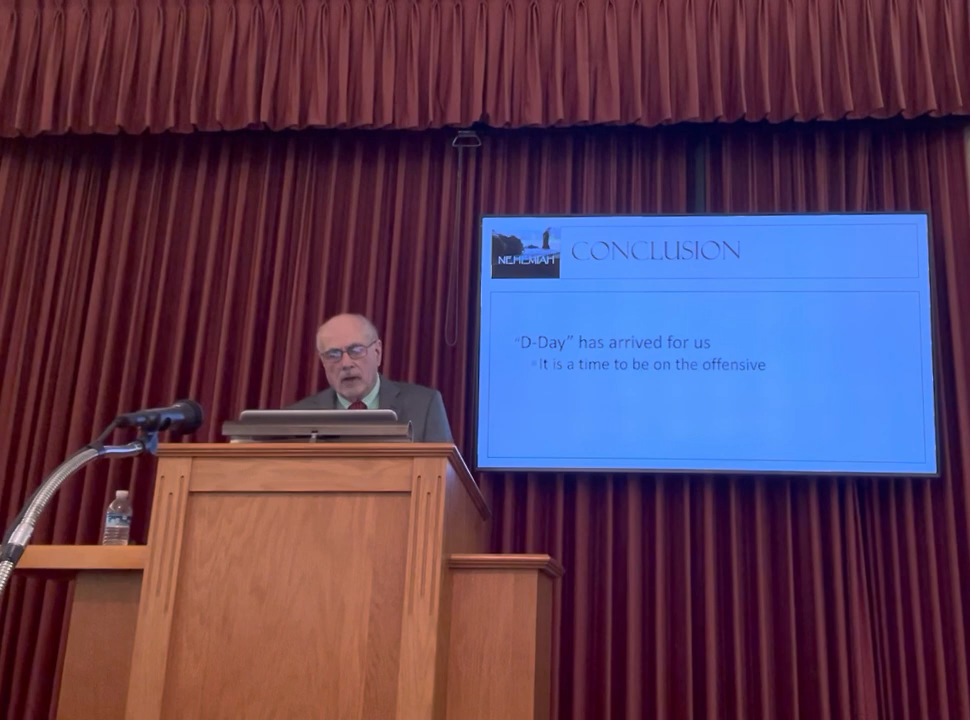 NEHEMIAH
CONCLUSION
"D-Day" has arrived for us
It is a time to be on the offensive